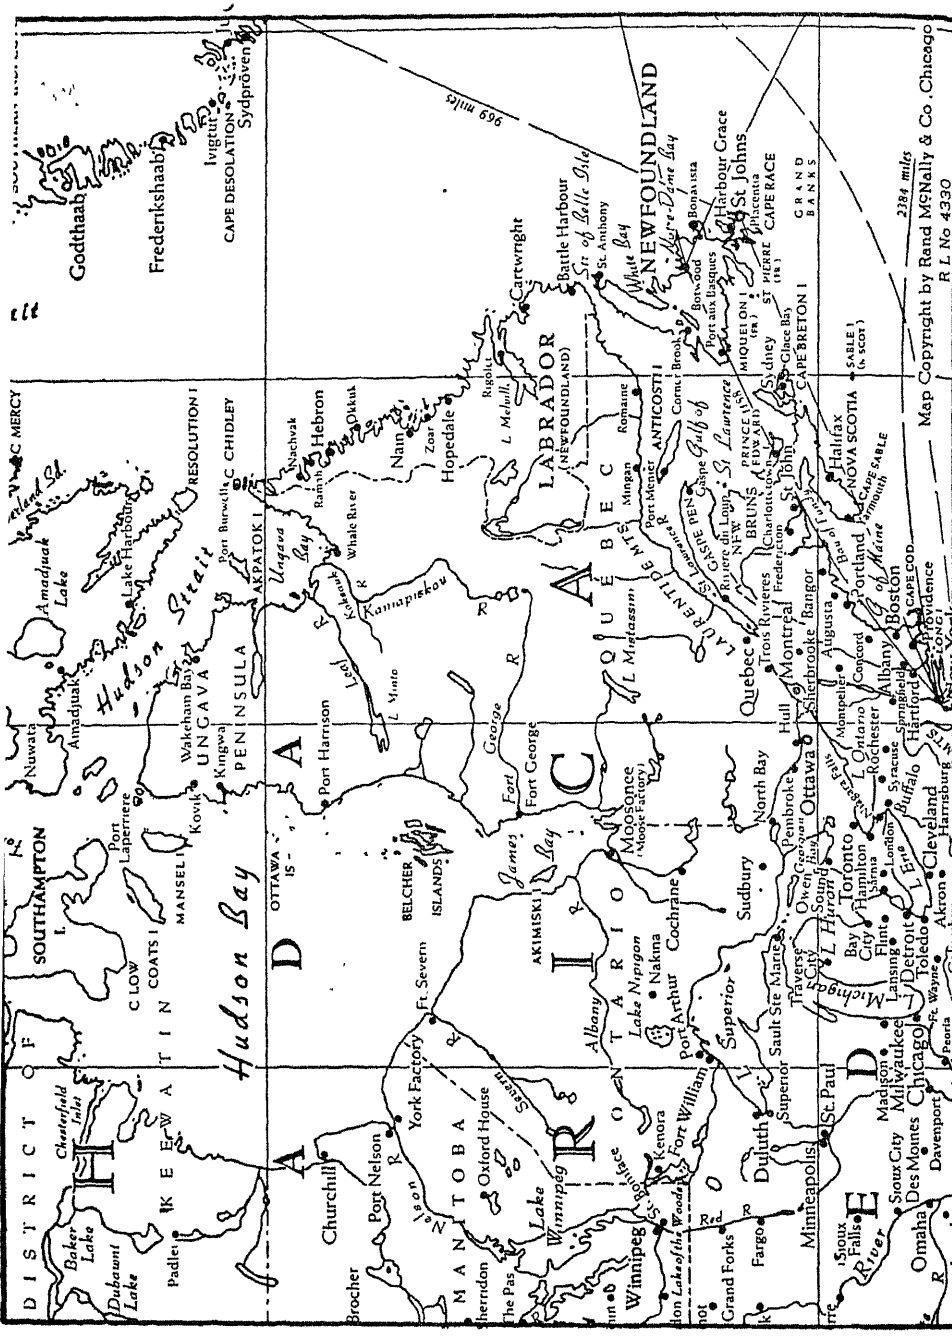 DISTRICT OF
KEEWATIN
Baker
Lake
Dubawnt
Lake
Chesterfield
Inlet
Padlei
H
SOUTHAMPTON
I.
C LOW
COATS I
MANSEL I
Port
Laperriere
Nuwata
Amadjuak
Amadjuak
Lake
Lake Harbour
C MERCY
RESOLUTION I
Hudson Strait
Wakeham Bay
UNGAVA
PENINSULA
Kingwa
Kovik
Port Burwell
C CHIDLEY
AKPATOK I
Godthaab
Frederikshaab
Ivigtut
CAPE DESOLATION
Sydpröven
Hudson Bay
OTTAWA
IS
Port Harrison
L Minto
Leaf
R
Koksoak
R
Kaniapiskau
R
Ungava
Bay
Whale River
Nachvak
Ramah
Hebron
Okkuk
Nain
Zoar
Hopedale
A
D
A
Churchill
Port Nelson
Brochet
York Factory
Nelson
R
Ft. Severn
Severn
R
BELCHER
ISLANDS
James
Bay
Fort
George
R
Fort George
Rigolet
L Melvill
Cartwright
LABRADOR
(NEWFOUNDLAND)
Battle Harbour
Str of Belle Isle
St. Anthony
White Bay
969 miles
MANTOBA
Oxford House
Sherridon
The Pas
Lake
Winnipeg
AKIMISKI I
Albany
R
ONTARIO
Moosonee
(Moose Factory)
QUEBEC
L Mistassini
R
I
C
A
Romaine
Mingan
Port Menier
ANTICOSTI I
LAURENTIDE MTS
St Lawrence R
GASPE PEN
Gaspe
Gulf of
St Lawrence
NEWFOUNDLAND
Notre-Dame Bay
Botwood
Corner Brook
Port aux Basques
Bonavista
Harbour Grace
St Johns
Placentia
CAPE RACE
GRAND
BANKS
MIQUELON I
(FR)
ST PIERRE
(FR)
Winnipeg
St Boniface
Kenora
Lake of the Woods
Fort William
Port Arthur
Lake Nipigon
Nakina
Cochrane
Sudbury
North Bay
Quebec
Trois Rivieres
Montreal
Sherbrooke
Riviere du Loup
NEW
BRUNS
Fredericton
St John
Charlottetown
PRINCE
EDWARD
Sydney
Glace Bay
CAPE BRETON I
Halifax
NOVA SCOTIA
CAPE SABLE
Yarmouth
SABLE I
(N. SCOT)
Bay of Fundy
Grand Forks
Fargo
Red
R
Duluth
Superior
L Superior
Sault Ste Marie
Pembroke
Ottawa
Hull
Minneapolis
St Paul
Traverse
City
L Huron
Owen
Sound
Georgian
Bay
Toronto
Hamilton
Sarnia
London
L Ontario
Niagara Falls
Rochester
Syracuse
Buffalo
L Erie
Montpelier
Concord
Augusta
Bangor
Portland
G of Maine
Boston
CAPE COD
Providence
Albany
Springfield
Hartford
LONG I
Sioux
Falls
RIVER
Sioux City
Omaha
Des Moines
Davenport
Madison
Milwaukee
Chicago
L Michigan
Bay
City
Flint
Lansing
Detroit
Toledo
Ft. Wayne
Peoria
Cleveland
Akron
Harrisburg
E
D
R
2384 miles
Map Copyright by Rand McNally & Co., Chicago
R L No 4330